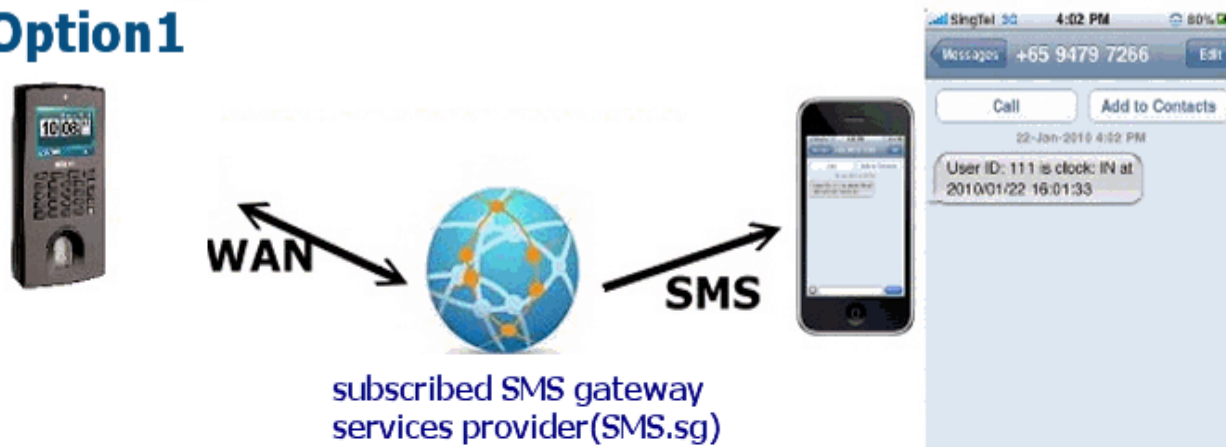 Option1
10:08
WAN
SMS
subscribed SMS gateway
services provider(SMS.sg)
SingTel 3G 4:02 PM 80%
Messages +65 9479 7266 Edit
Call Add to Contacts
22-Jan-2010 4:02 PM
User ID: 111 is clock: IN at
2010/01/22 16:01:33